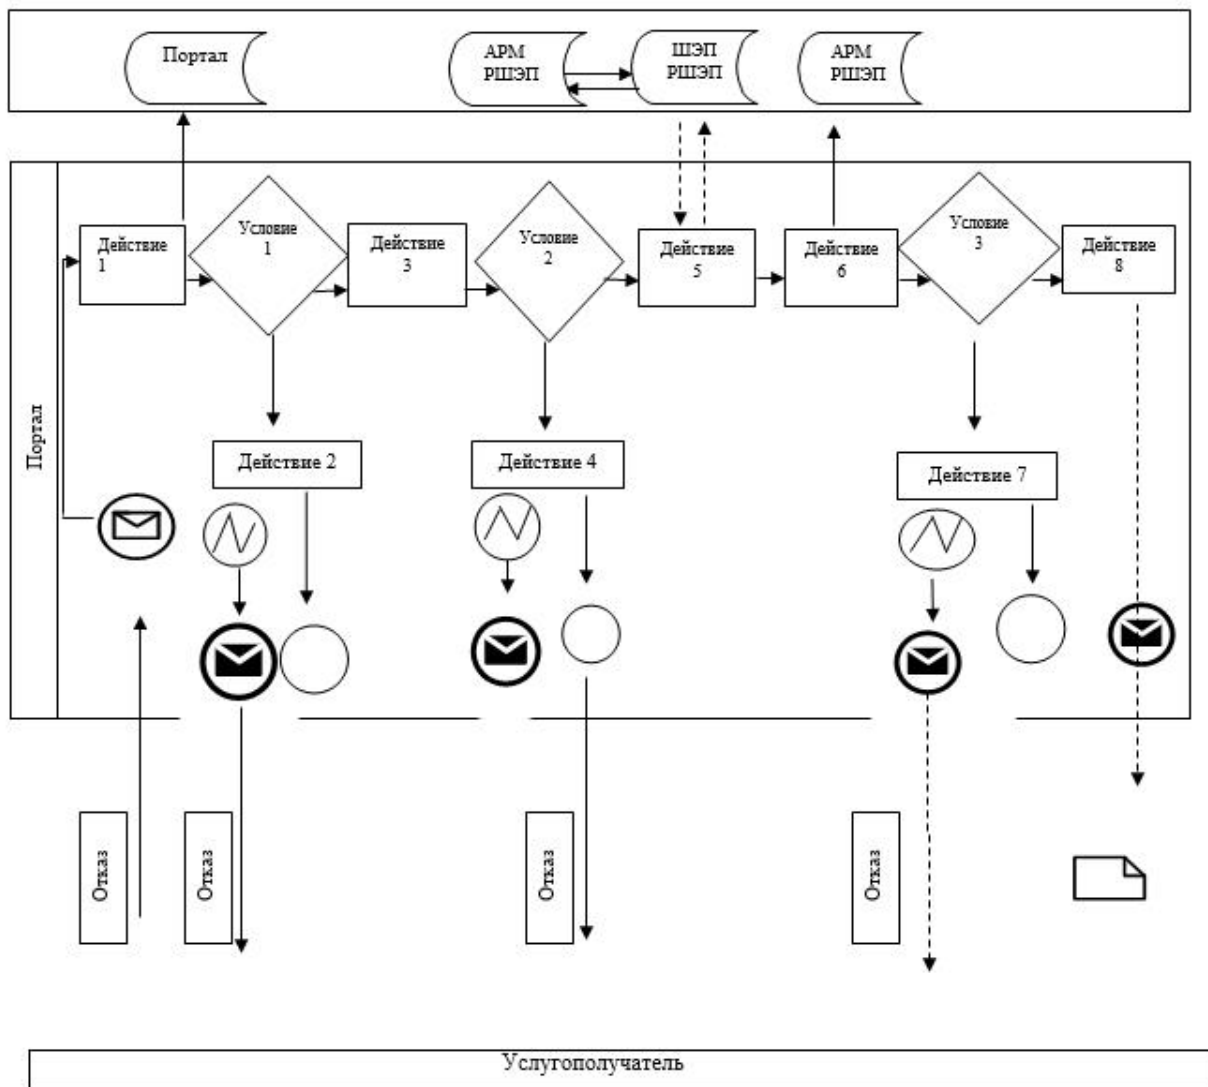 Портал
АРМ
РШЭП
ШЭП
РШЭП
АРМ
РШЭП
Портал
Действие
1
Условие
1
Действие
3
Условие
2
Действие
5
Действие
6
Условие
3
Действие
8
Действие 2
Действие 4
Действие 7
Отказ
Отказ
Отказ
Отказ
Услугополучатель